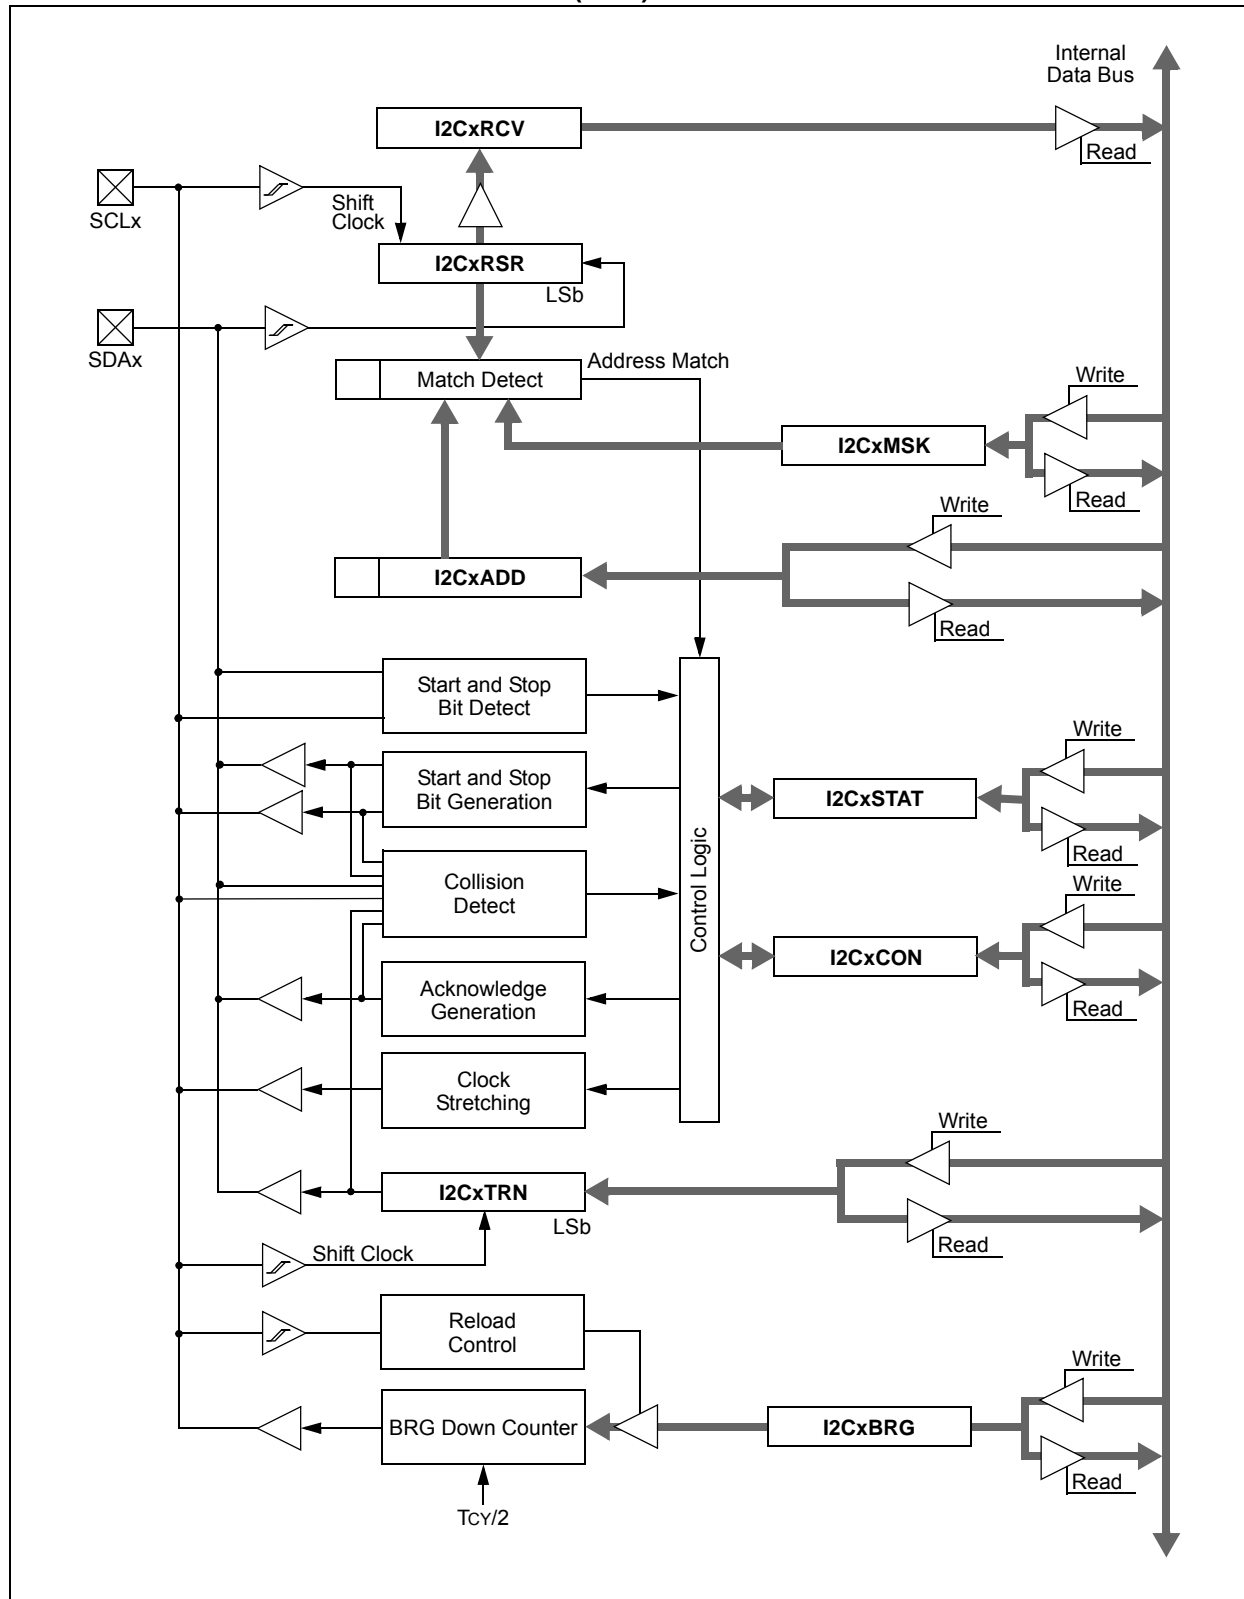 Internal
Data Bus
I2CxRCV
Read
SCLx
Shift
Clock
I2CxRSR
LSb
SDAx
Address Match
Match Detect
Write
I2CxMSK
Read
Write
I2CxADD
Read
Start and Stop
Bit Detect
Write
Start and Stop
Bit Generation
I2CxSTAT
Read
Control Logic
Collision
Detect
Write
I2CxCON
Read
Acknowledge
Generation
Clock
Stretching
Write
I2CxTRN
LSb
Read
Shift Clock
Reload
Control
Write
BRG Down Counter
I2CxBRG
Read
TCY/2